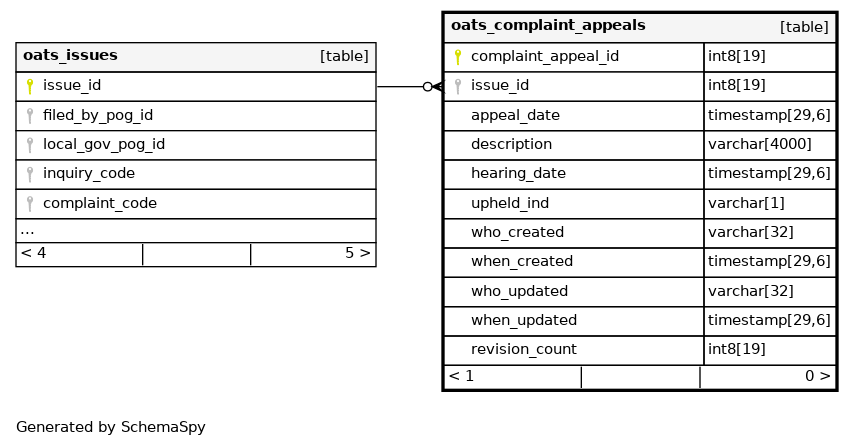 oats_issues [table]
issue_id
filed_by_pog_id
local_gov_pog_id
inquiry_code
complaint_code
...
< 4 5 >
oats_complaint_appeals [table]
complaint_appeal_id int8[19]
issue_id int8[19]
appeal_date timestamp[29,6]
description varchar[4000]
hearing_date timestamp[29,6]
upheld_ind varchar[1]
who_created varchar[32]
when_created timestamp[29,6]
who_updated varchar[32]
when_updated timestamp[29,6]
revision_count int8[19]
< 1 0 >
Generated by SchemaSpy